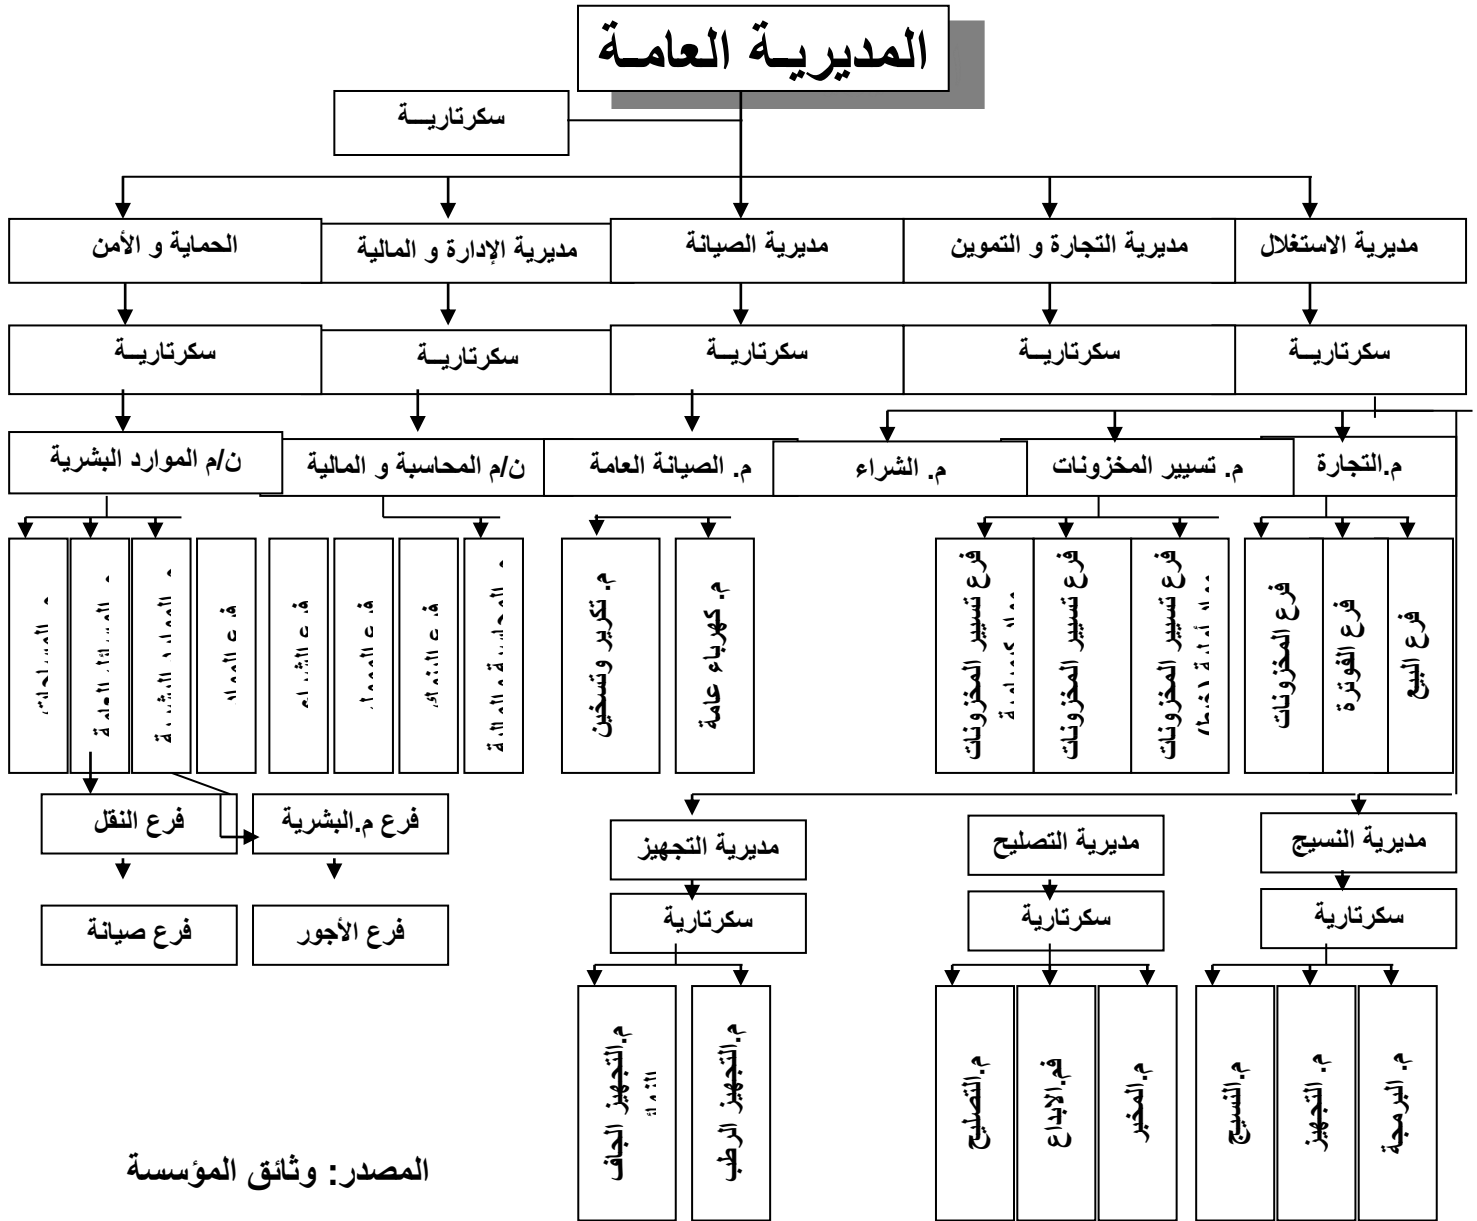 المديريـة العامـة
سكرتاريــة
مديرية الاستغلال
مديرية التجارة و التموين
مديرية الصيانة
مديرية الإدارة و المالية
الحماية و الأمن
سكرتاريــة
سكرتاريــة
سكرتاريــة
سكرتاريــة
سكرتاريــة
م.التجارة
م. تسيير المخزونات
م. الشراء
م. الصيانة العامة
ن/م المحاسبة و المالية
ن/م الموارد البشرية
فرع البيع
فرع الفوترة
فرع المخزونات
فرع تسيير المخزونات
فرع تسيير المخزونات
فرع تسيير المخزونات
م. كهرباء عامة
م. تكرير وتسخين
فرع م.البشرية
فرع النقل
فرع الأجور
فرع صيانة
مديرية النسيج
مديرية التصليح
مديرية التجهيز
سكرتارية
سكرتارية
سكرتارية
م. البرمجة
م. التجهيز
م.النسيج
م.المخبر
فم.الابداع
م.التصليح
م.التجهيز الرطب
م.التجهيز الجاف
المصدر: وثائق المؤسسة